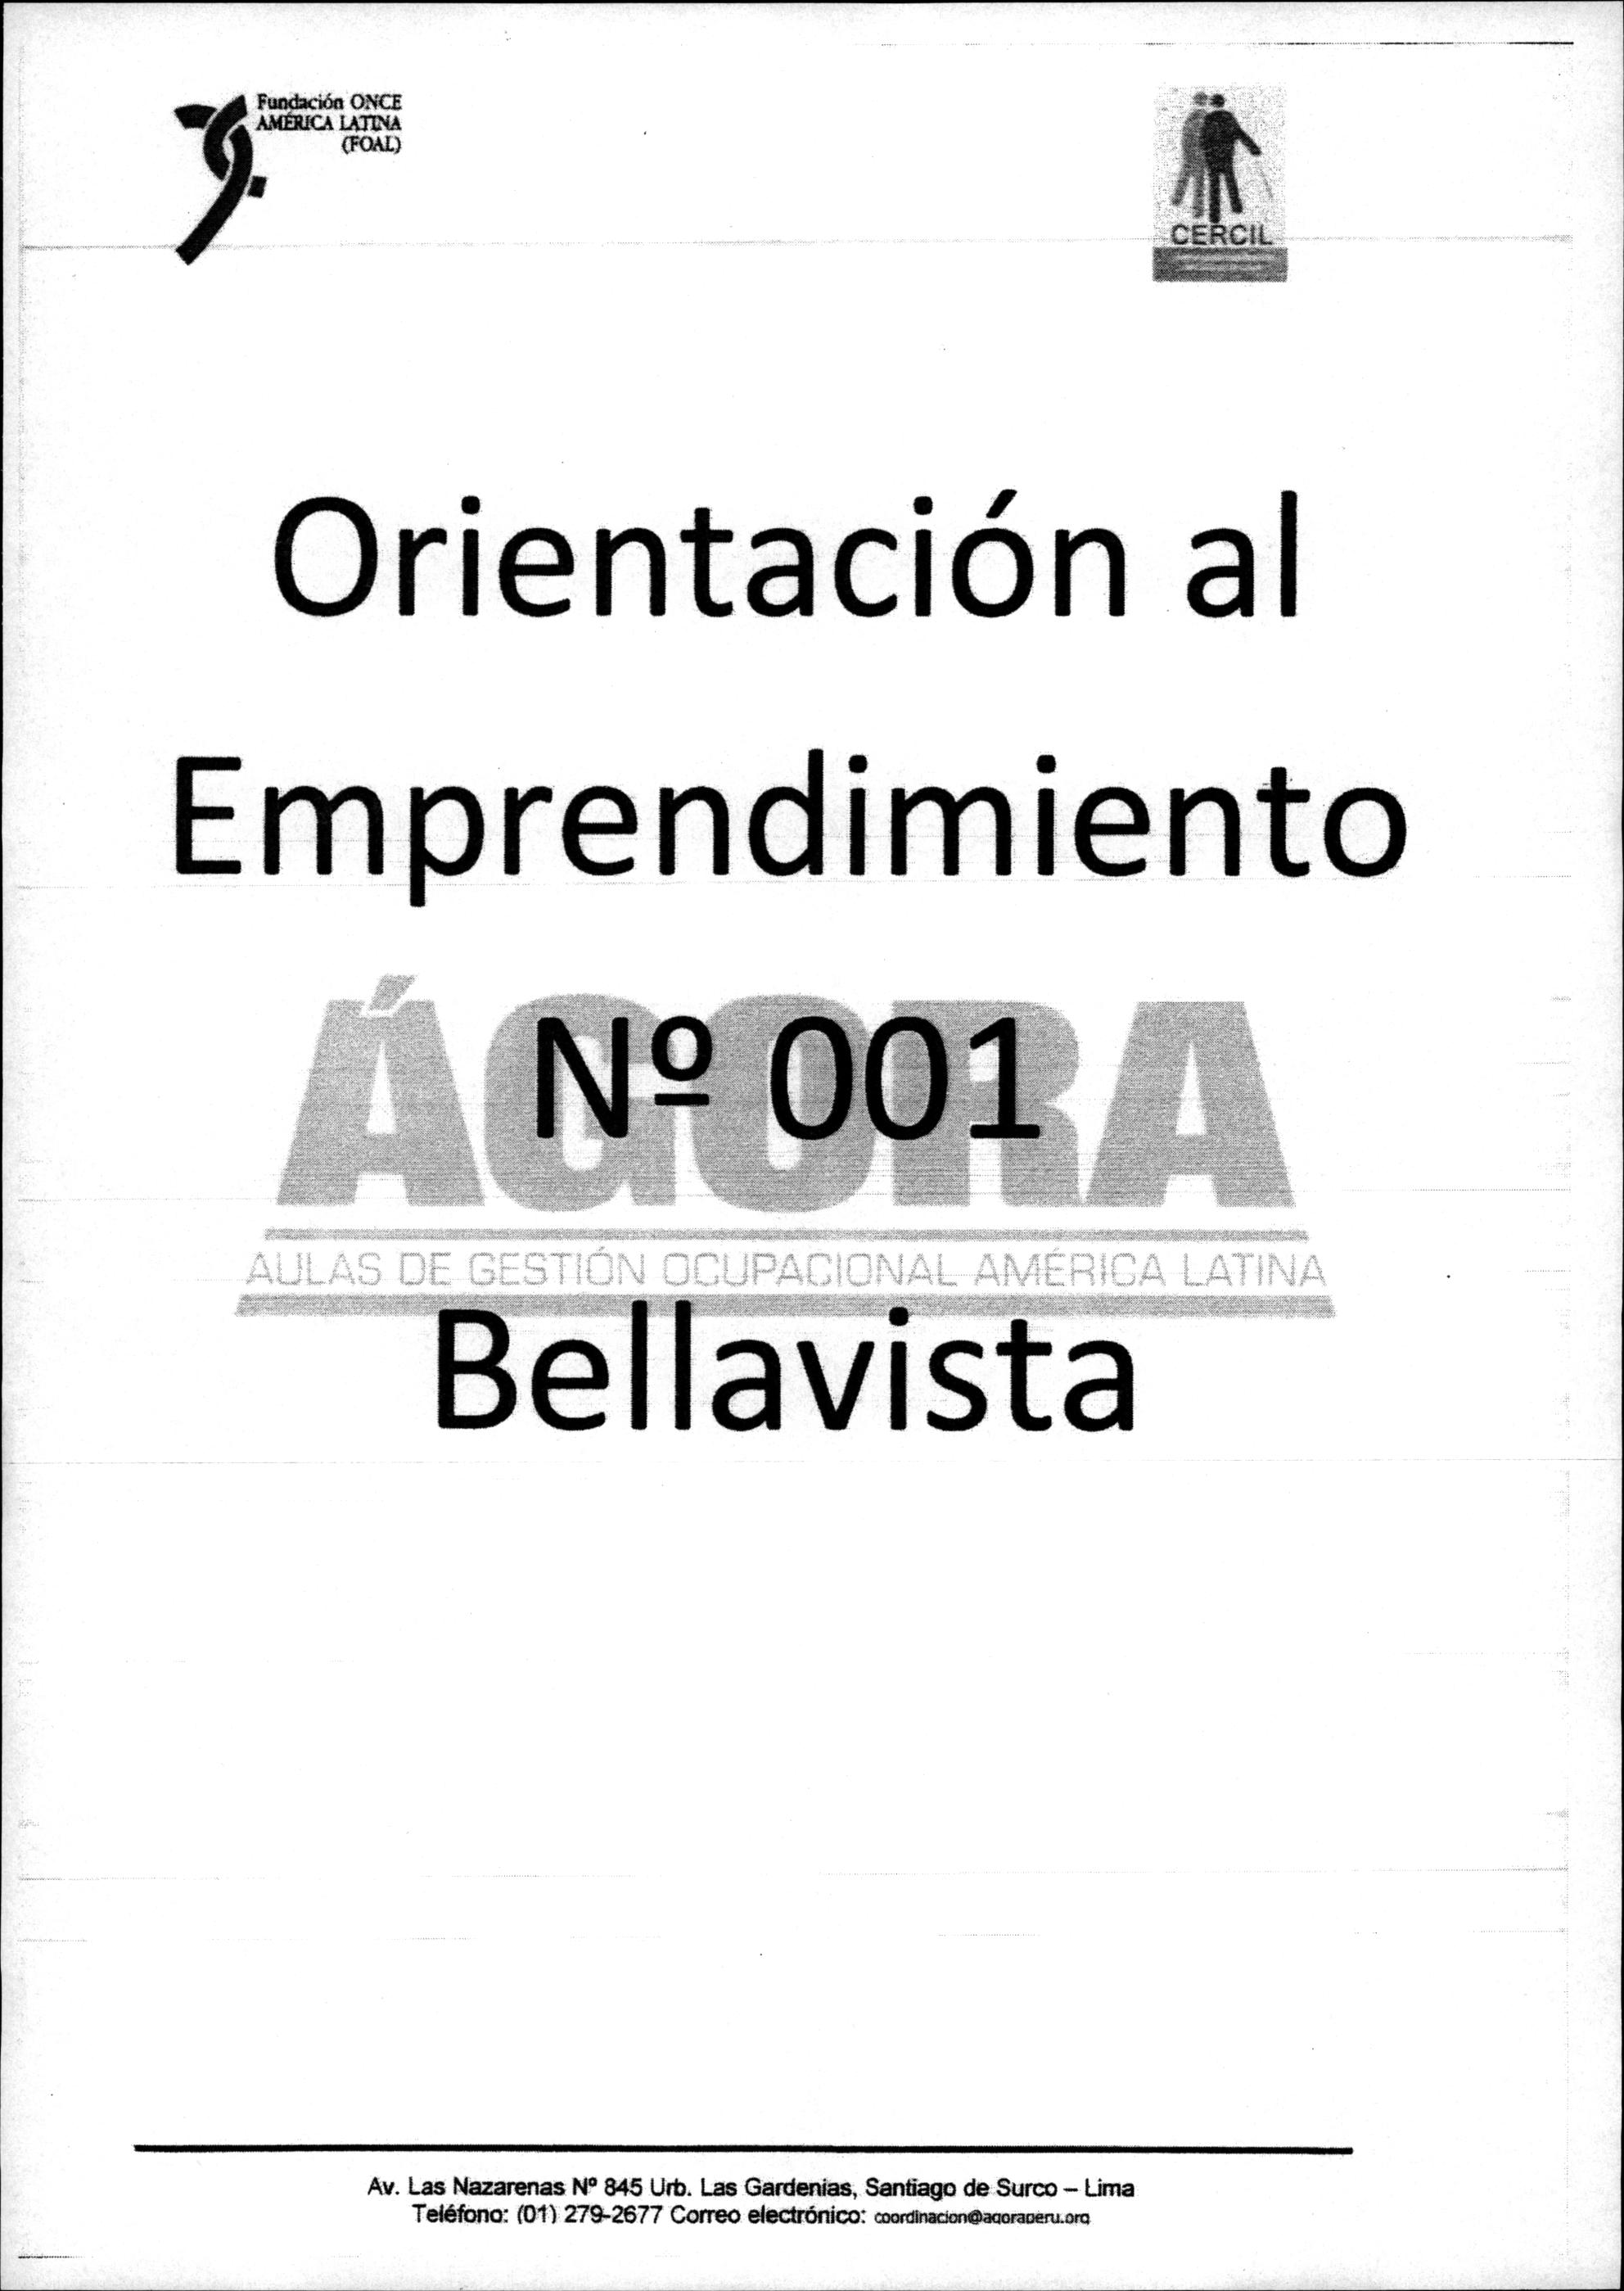 Fundación ONCE
AMÉRICA LATINA
(FOAL)
CERCIL
Orientación al
Emprendimiento
ÁGORA
Nº 001
AULAS DE GESTIÓN OCUPACIONAL AMÉRICA LATINA
Bellavista
Av. Las Nazarenas Nº 845 Urb. Las Gardenias, Santiago de Surco – Lima
Teléfono: (01) 279-2677 Correo electrónico: coordinacion@agoraperu.org